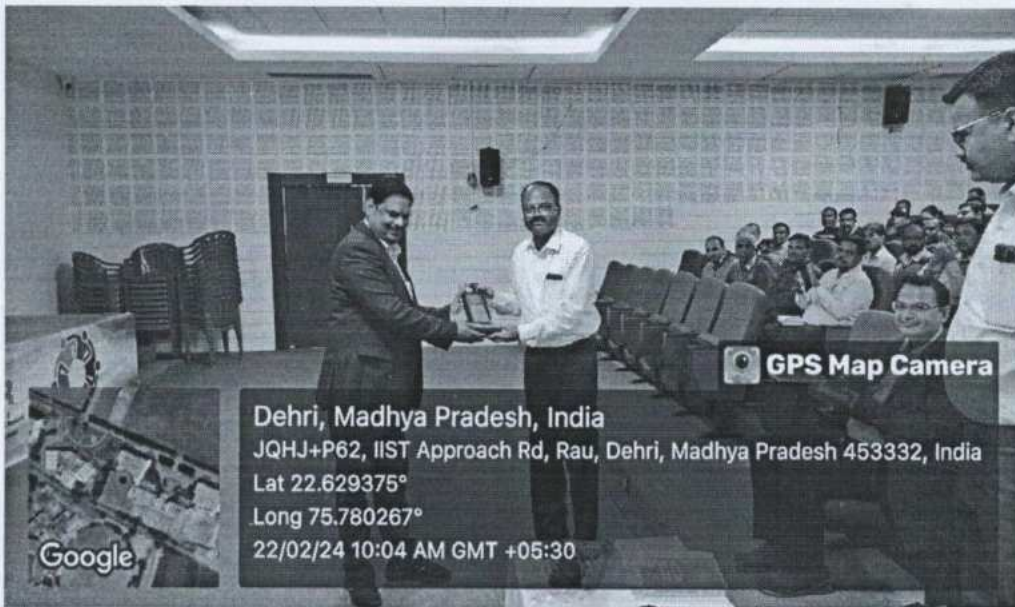 GPS Map Camera
Dehri, Madhya Pradesh, India
JQHJ+P62, IIST Approach Rd, Rau, Dehri, Madhya Pradesh 453332, India
Lat 22.629375°
Long 75.780267°
22/02/24 10:04 AM GMT +05:30
Google